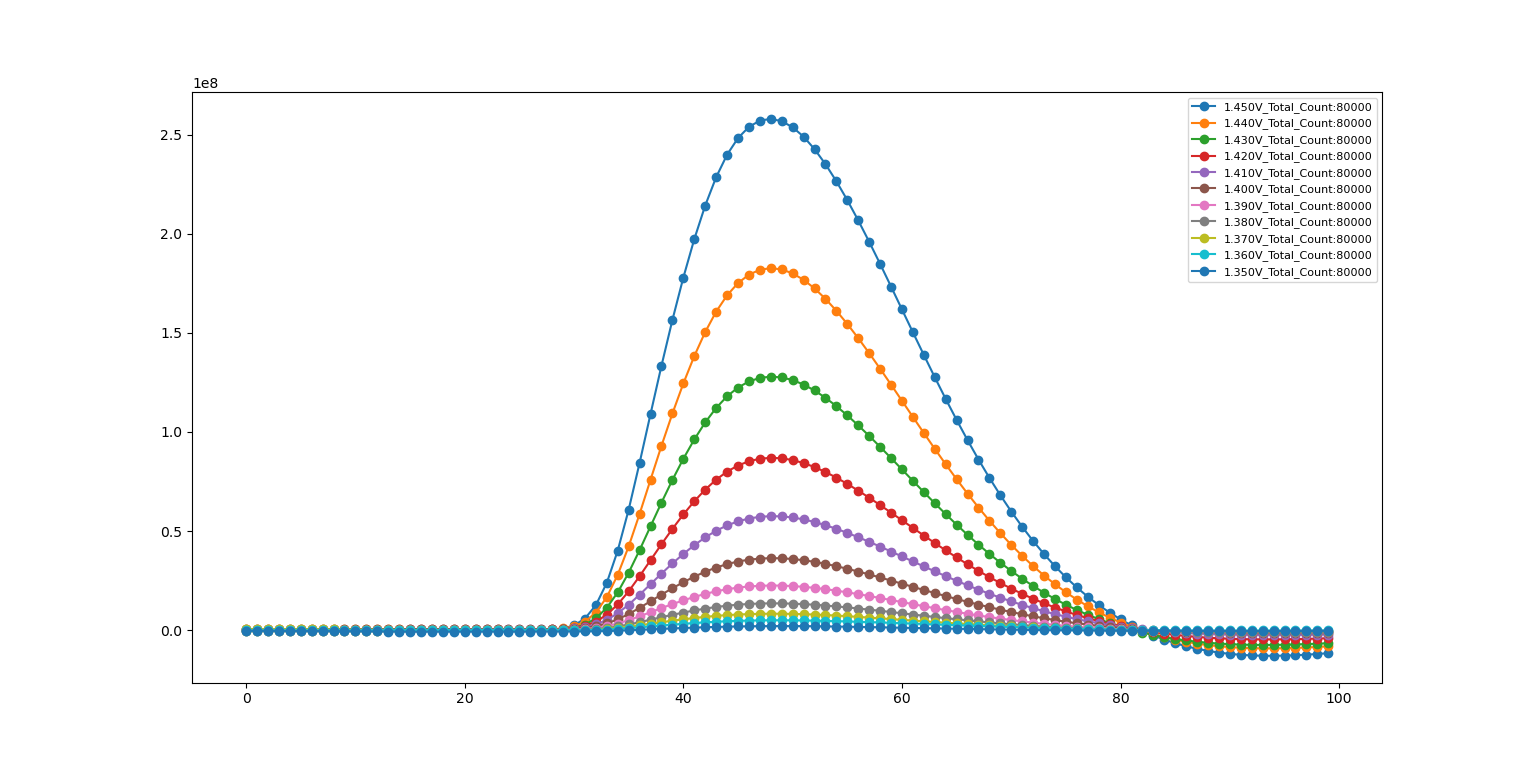 1e8
2.5
2.0
1.5
1.0
0.5
0.0
0 20 40 60 80 100
1.450V_Total_Count:80000
1.440V_Total_Count:80000
1.430V_Total_Count:80000
1.420V_Total_Count:80000
1.410V_Total_Count:80000
1.400V_Total_Count:80000
1.390V_Total_Count:80000
1.380V_Total_Count:80000
1.370V_Total_Count:80000
1.360V_Total_Count:80000
1.350V_Total_Count:80000